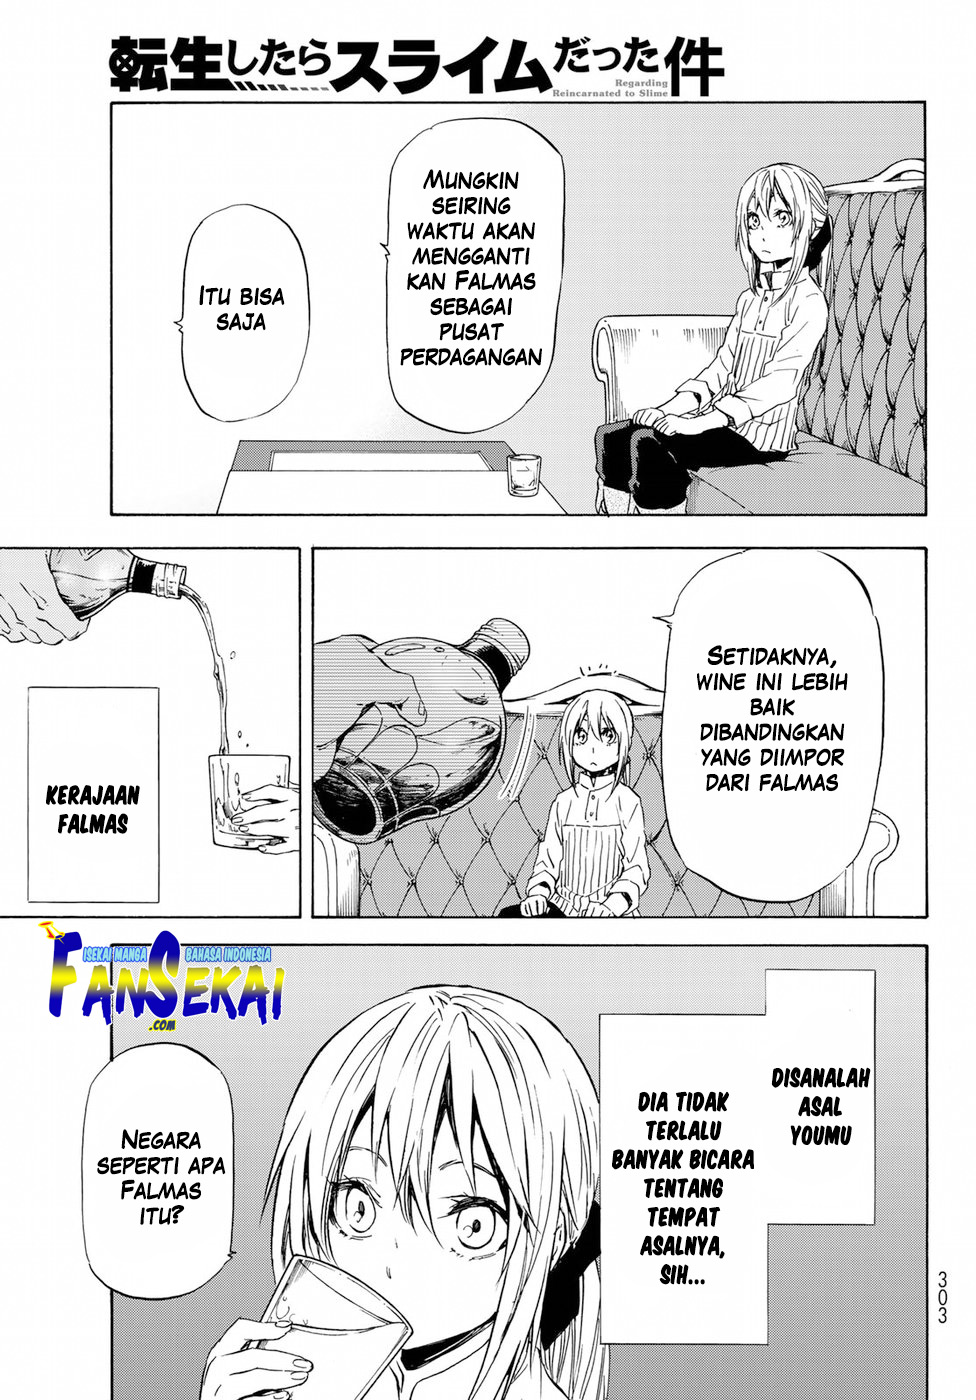 転生したらスライムだった件
Regarding
Reincarnated to Slime
MUNGKIN
SEIRING
WAKTU AKAN
MENGGANTI
KAN FALMAS
SEBAGAI
PUSAT
PERDAGANGAN
ITU BISA
SAJA
SETIDAKNYA,
WINE INI LEBIH
BAIK
DIBANDINGKAN
YANG DIIMPOR
DARI FALMAS
KERAJAAN
FALMAS
ISEKAI MANGA BAHASA INDONESIA
FANSEKAI
.COM
DISANALAH
ASAL
YOUMU
DIA TIDAK
TERLALU
BANYAK BICARA
TENTANG
TEMPAT
ASALNYA,
SIH...
NEGARA
SEPERTI APA
FALMAS
ITU?
303